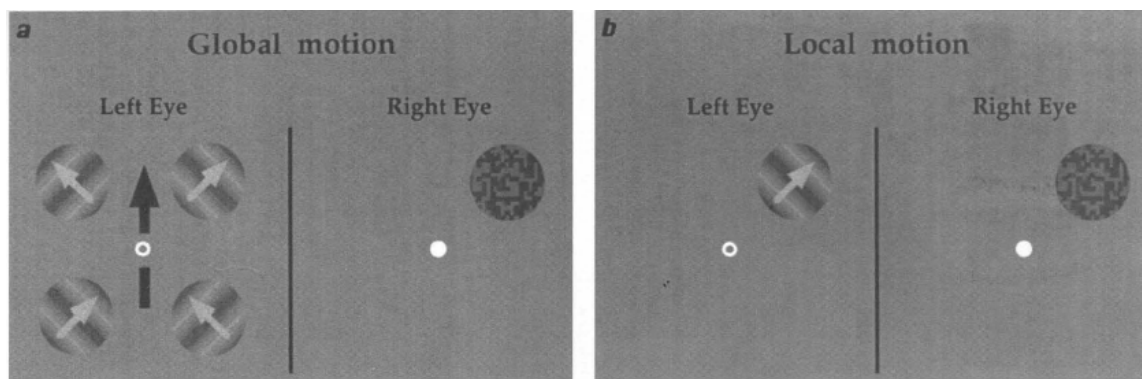 a
Global motion
Left Eye
Right Eye
b
Local motion
Left Eye
Right Eye